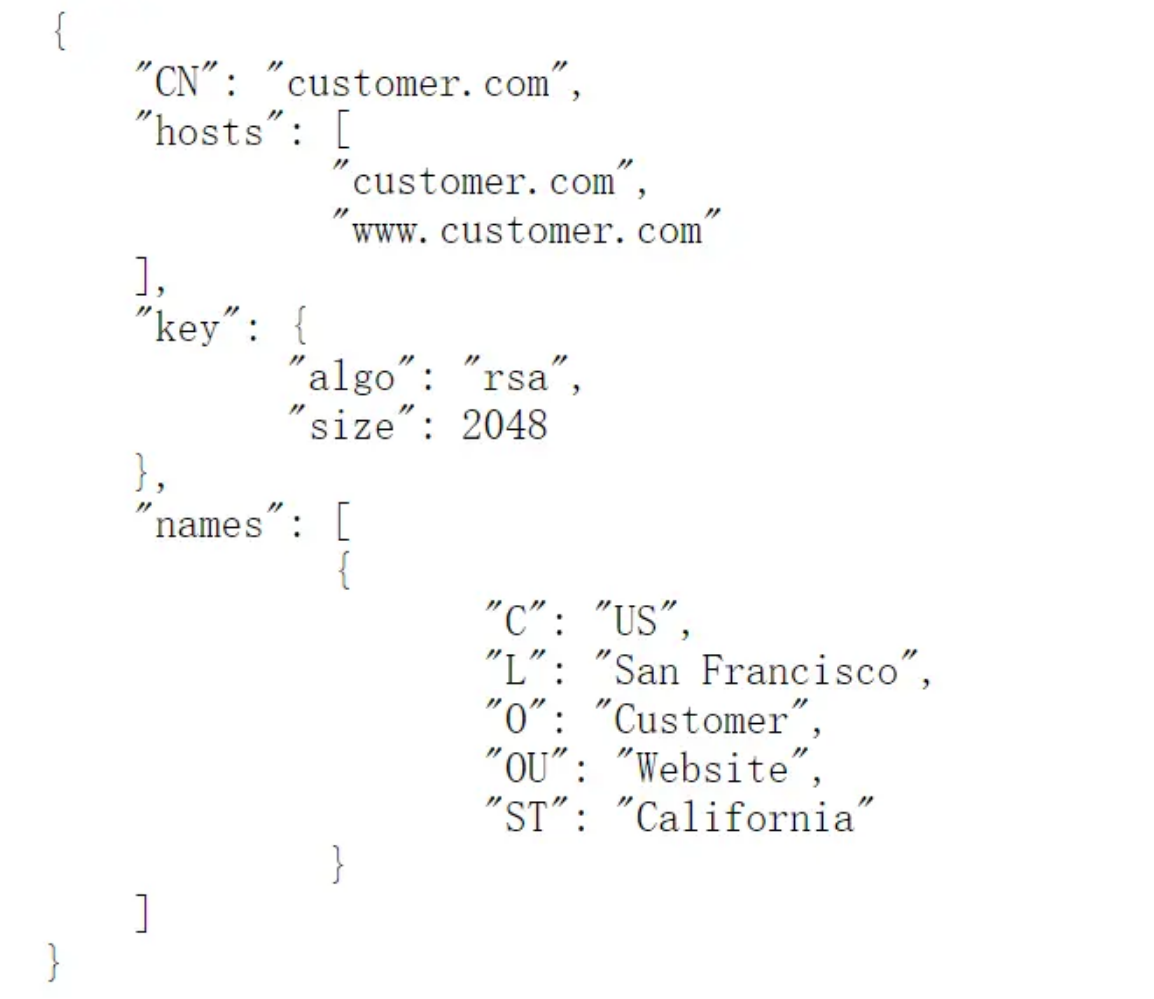 {
"CN": "customer.com",
"hosts": [
"customer.com",
"www.customer.com"
],
"key": {
"algo": "rsa",
"size": 2048
},
"names": [
{
"C": "US",
"L": "San Francisco",
"O": "Customer",
"OU": "Website",
"ST": "California"
}
]
}